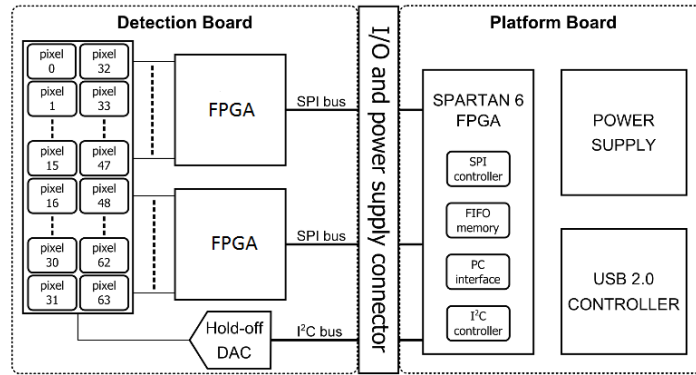 Detection Board
Platform Board
pixel
0
pixel
32
pixel
1
pixel
33
pixel
15
pixel
47
pixel
16
pixel
48
pixel
30
pixel
62
pixel
31
pixel
63
FPGA
FPGA
SPI bus
SPI bus
Hold-off
DAC
I²C bus
I/O and power supply connector
SPARTAN 6
FPGA
SPI
controller
FIFO
memory
PC
interface
I²C
controller
POWER
SUPPLY
USB 2.0
CONTROLLER